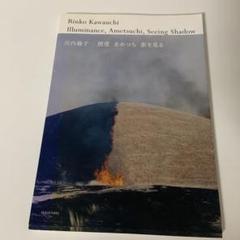 Rinko Kawauchi
Illuminance, Ametsuchi, Seeing Shadow
川内倫子　照度 あめつち 影を見る